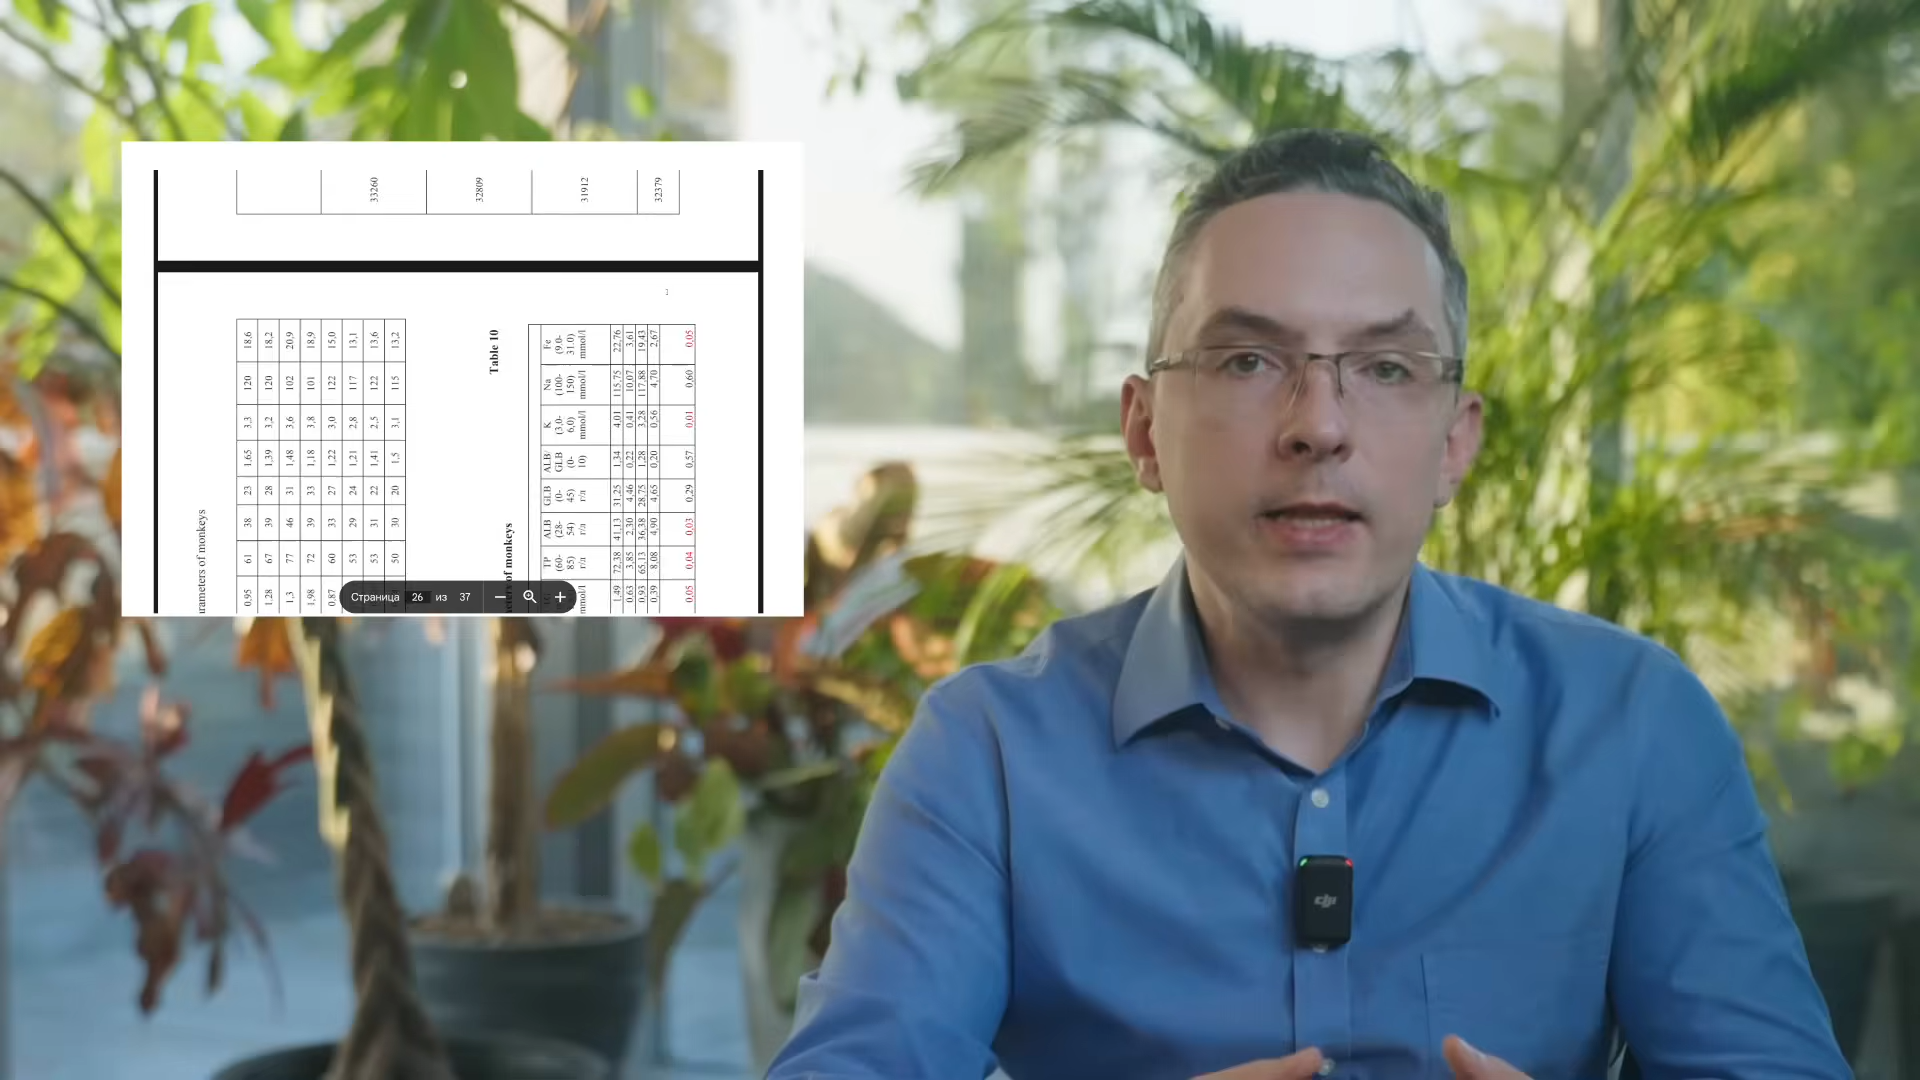 33260
32809
31912
32379
rameters of monkeys
0,95 61 38 23 1,65 3,3 120 18,6
1,28 67 39 28 1,39 3,2 120 18,2
1,3 77 46 31 1,48 3,6 102 20,9
1,98 72 39 33 1,18 3,8 101 18,9
0,87 60 33 27 1,22 3,0 122 15,0
53 29 24 1,21 2,8 117 13,1
53 31 22 1,41 2,5 122 13,6
50 30 20 1,5 3,1 115 13,2
Table 10
of monkeys
TP ALB GLB ALB/ K Na Fe
(60- (28- (0- GLB (3,0- (100- (9.0-
85) 54) 45) (0- 6,0) 150) 31.0)
mmol/l г/л г/л г/л 10) mmol/l mmol/l mmol/l
1,49 72,38 41,13 31,25 1,34 4,01 115,75 22,76
0,63 3,85 2,30 4,46 0,22 0,41 10,07 3,61
0,93 65,13 36,38 28,75 1,28 3,28 117,88 19,43
0,39 8,08 4,90 4,65 0,20 0,56 4,70 2,67
0,05 0,04 0,03 0,29 0,57 0,01 0,60 0,05
Страница 26 из 37
dji